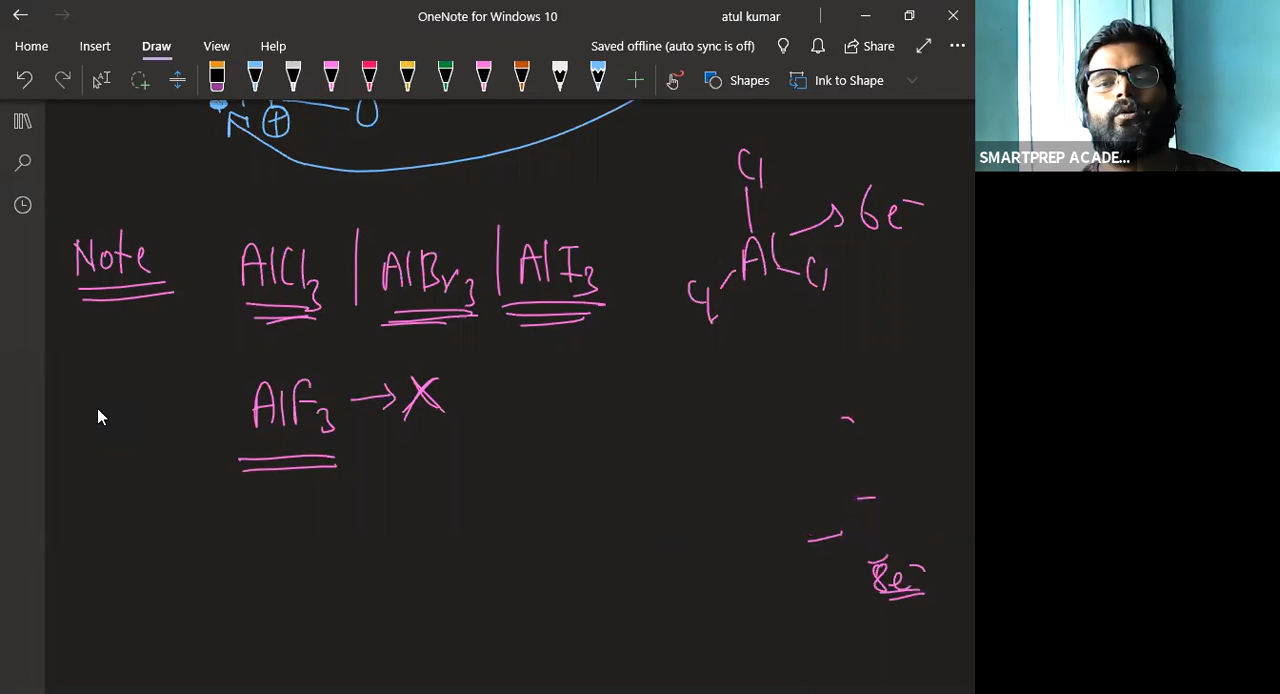 OneNote for Windows 10
atul kumar
Home Insert Draw View Help
Saved offline (auto sync is off)
Share
Shapes
Ink to Shape
N ⊕ O
SMARTPREP ACADE...
Note AlCl3 | AlBr3 | AlI3
Cl
Al
Cl
Cl
6e⁻
AlF3 → X
8e⁻